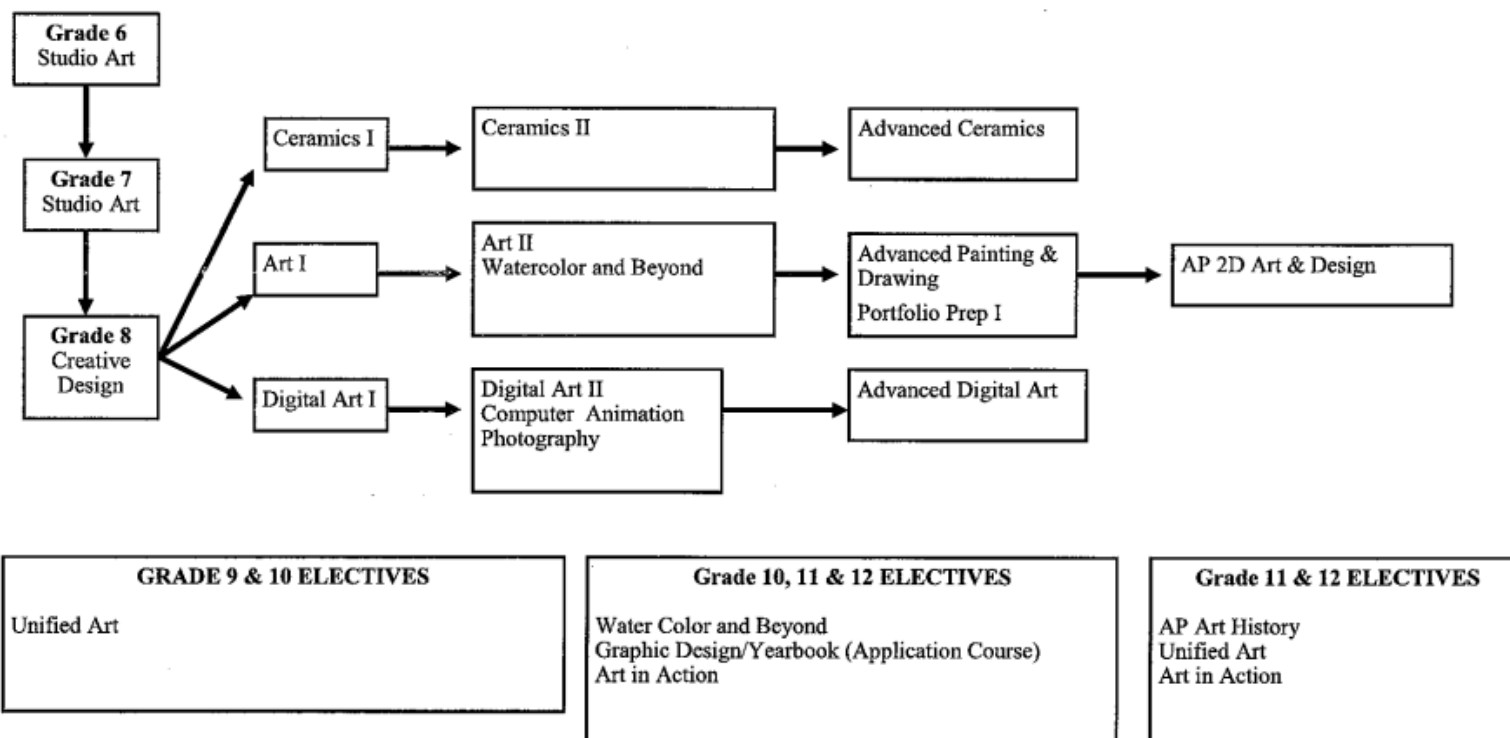 Grade 6
Studio Art
Grade 7
Studio Art
Grade 8
Creative
Design
Ceramics I
Ceramics II
Advanced Ceramics
Art I
Art II
Watercolor and Beyond
Advanced Painting &
Drawing
Portfolio Prep I
AP 2D Art & Design
Digital Art I
Digital Art II
Computer Animation
Photography
Advanced Digital Art
GRADE 9 & 10 ELECTIVES
Unified Art
Grade 10, 11 & 12 ELECTIVES
Water Color and Beyond
Graphic Design/Yearbook (Application Course)
Art in Action
Grade 11 & 12 ELECTIVES
AP Art History
Unified Art
Art in Action